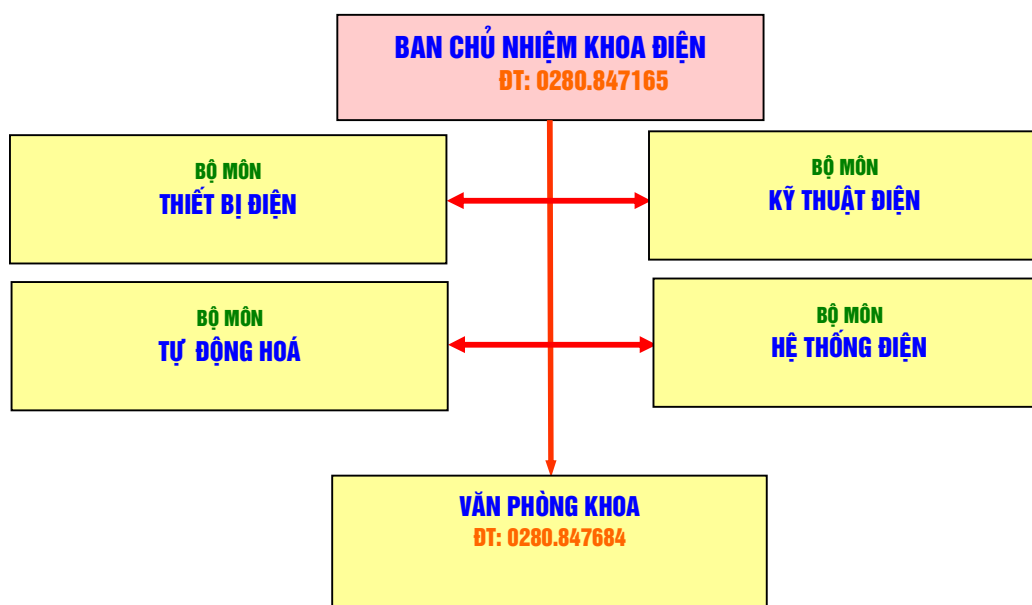 BAN CHỦ NHIỆM KHOA ĐIỆN
ĐT: 0280.847165
BỘ MÔN
THIẾT BỊ ĐIỆN
BỘ MÔN
KỸ THUẬT ĐIỆN
BỘ MÔN
TỰ ĐỘNG HOÁ
BỘ MÔN
HỆ THỐNG ĐIỆN
VĂN PHÒNG KHOA
ĐT: 0280.847684